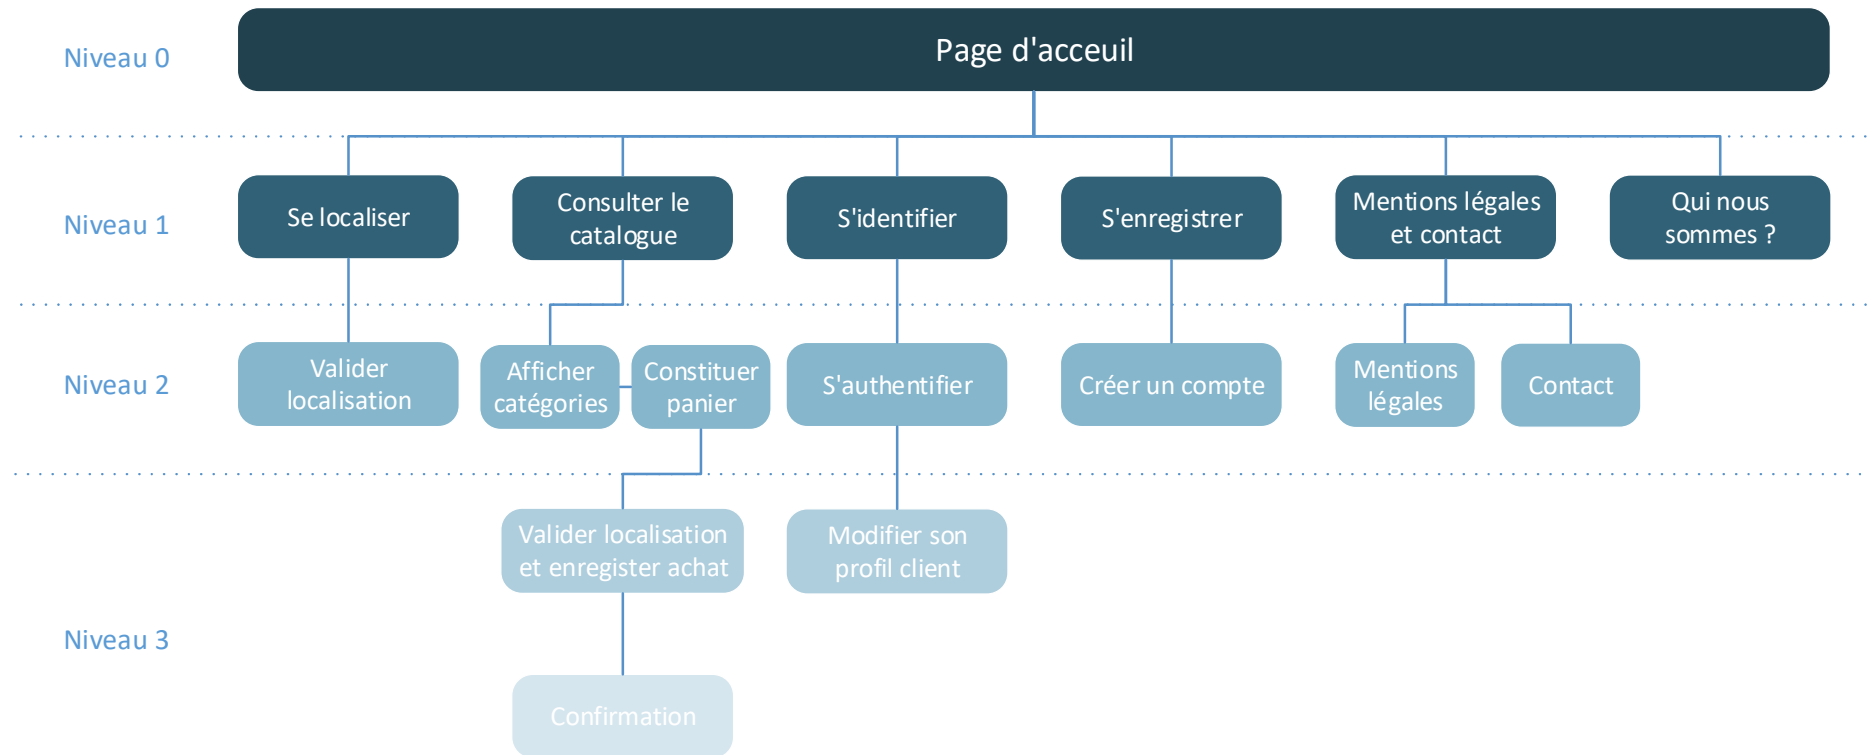 Niveau 0
Page d'acceuil
Niveau 1
Se localiser
Consulter le
catalogue
S'identifier
S'enregistrer
Mentions légales
et contact
Qui nous
sommes ?
Niveau 2
Valider
localisation
Afficher
catégories
Constituer
panier
S'authentifier
Créer un compte
Mentions
légales
Contact
Valider localisation
et enregister achat
Modifier son
profil client
Niveau 3
Confirmation